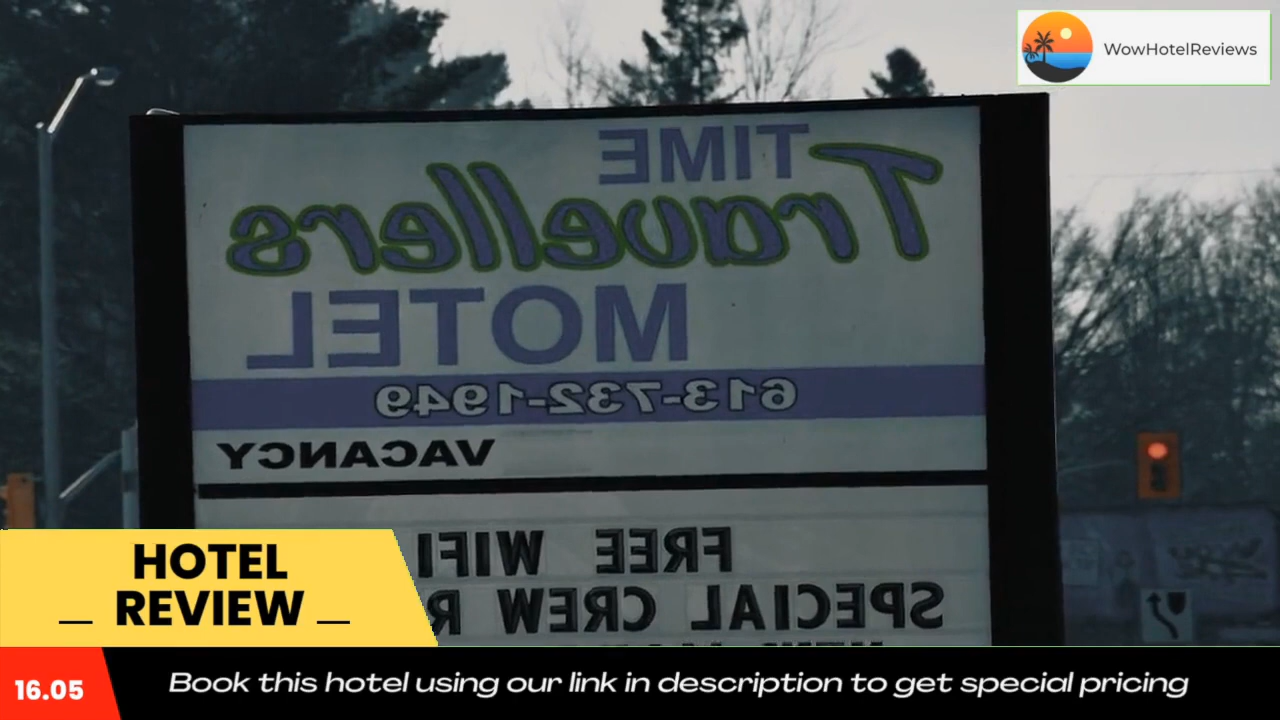 WowHotelReviews
TIME
Travellers
MOTEL
613-732-1949
VACANCY
FREE WIFI
SPECIAL CREW
HOTEL
REVIEW
16.05
Book this hotel using our link in description to get special pricing